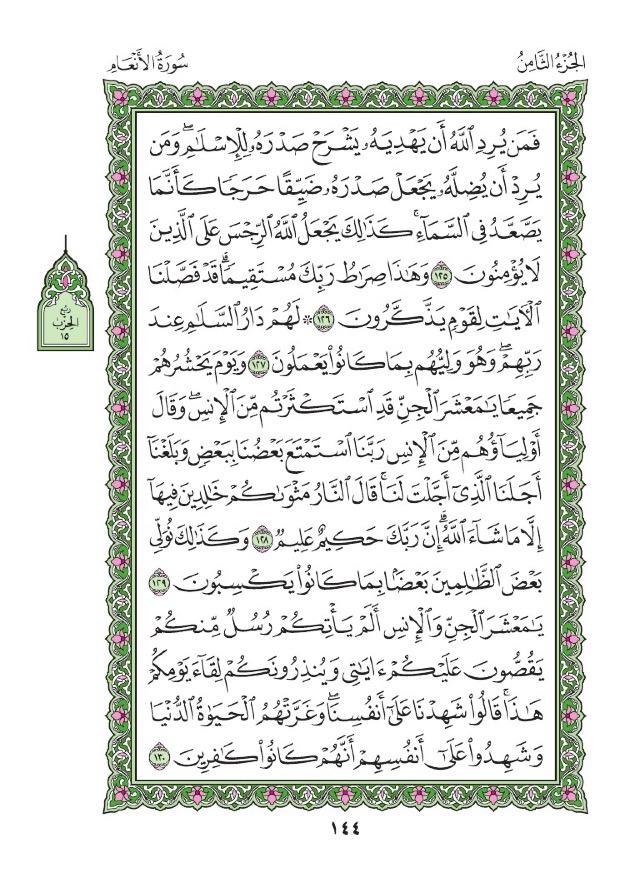 الجُزْءُ الثَّامِنُ
سُورَةُ الأَنْعَامِ
فَمَن يُرِدِ ٱللَّهُ أَن يَهْدِيَهُۥ يَشْرَحْ صَدْرَهُۥ لِلْإِسْلَٰمِۖ وَمَن
يُرِدْ أَن يُضِلَّهُۥ يَجْعَلْ صَدْرَهُۥ ضَيِّقًا حَرَجًا كَأَنَّمَا
يَصَّعَّدُ فِى ٱلسَّمَآءِۚ كَذَٰلِكَ يَجْعَلُ ٱللَّهُ ٱلرِّجْسَ عَلَى ٱلَّذِينَ
لَا يُؤْمِنُونَ ١٢٥ وَهَٰذَا صِرَٰطُ رَبِّكَ مُسْتَقِيمًاۗ قَدْ فَصَّلْنَا
ٱلْءَايَٰتِ لِقَوْمٍ يَذَّكَّرُونَ ١٢٦ ۞ لَهُمْ دَارُ ٱلسَّلَٰمِ عِندَ
رَبِّهِمْۖ وَهُوَ وَلِيُّهُم بِمَا كَانُوا۟ يَعْمَلُونَ ١٢٧ وَيَوْمَ يَحْشُرُهُمْ
جَمِيعًا يَٰمَعْشَرَ ٱلْجِنِّ قَدِ ٱسْتَكْثَرْتُم مِّنَ ٱلْإِنسِۖ وَقَالَ
أَوْلِيَآؤُهُم مِّنَ ٱلْإِنسِ رَبَّنَا ٱسْتَمْتَعَ بَعْضُنَا بِبَعْضٍ وَبَلَغْنَآ
أَجَلَنَا ٱلَّذِىٓ أَجَّلْتَ لَنَاۚ قَالَ ٱلنَّارُ مَثْوَىٰكُمْ خَٰلِدِينَ فِيهَآ
إِلَّا مَا شَآءَ ٱللَّهُۗ إِنَّ رَبَّكَ حَكِيمٌ عَلِيمٌ ١٢٨ وَكَذَٰلِكَ نُوَلِّى
بَعْضَ ٱلظَّٰلِمِينَ بَعْضًۢا بِمَا كَانُوا۟ يَكْسِبُونَ ١٢٩
يَٰمَعْشَرَ ٱلْجِنِّ وَٱلْإِنسِ أَلَمْ يَأْتِكُمْ رُسُلٌ مِّنكُمْ
يَقُصُّونَ عَلَيْكُمْ ءَايَٰتِى وَيُنذِرُونَكُمْ لِقَآءَ يَوْمِكُمْ
هَٰذَاۚ قَالُوا۟ شَهِدْنَا عَلَىٰٓ أَنفُسِنَاۖ وَغَرَّتْهُمُ ٱلْحَيَوٰةُ ٱلدُّنْيَا
وَشَهِدُوا۟ عَلَىٰٓ أَنفُسِهِمْ أَنَّهُمْ كَانُوا۟ كَٰفِرِينَ ١٣٠
رُبْع
الحِزْب
١٥
١٤٤